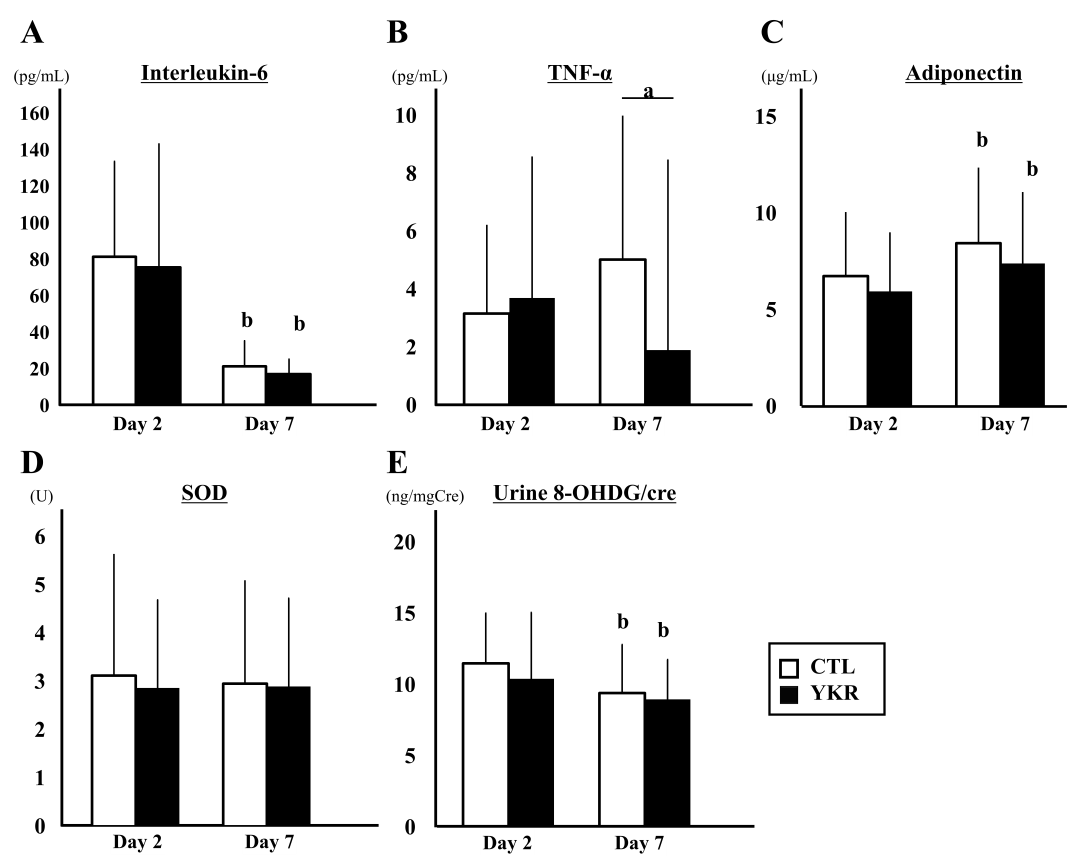 A
Interleukin-6
(pg/mL)
160
140
120
100
80
60
40
20
0
b
b
Day 2
Day 7
B
TNF-α
(pg/mL)
10
8
6
4
2
0
a
Day 2
Day 7
C
Adiponectin
(μg/mL)
15
10
5
0
b
b
Day 2
Day 7
D
SOD
(U)
6
5
4
3
2
1
0
Day 2
Day 7
E
Urine 8-OHDG/cre
(ng/mgCre)
20
15
10
5
0
b
b
Day 2
Day 7
CTL
YKR